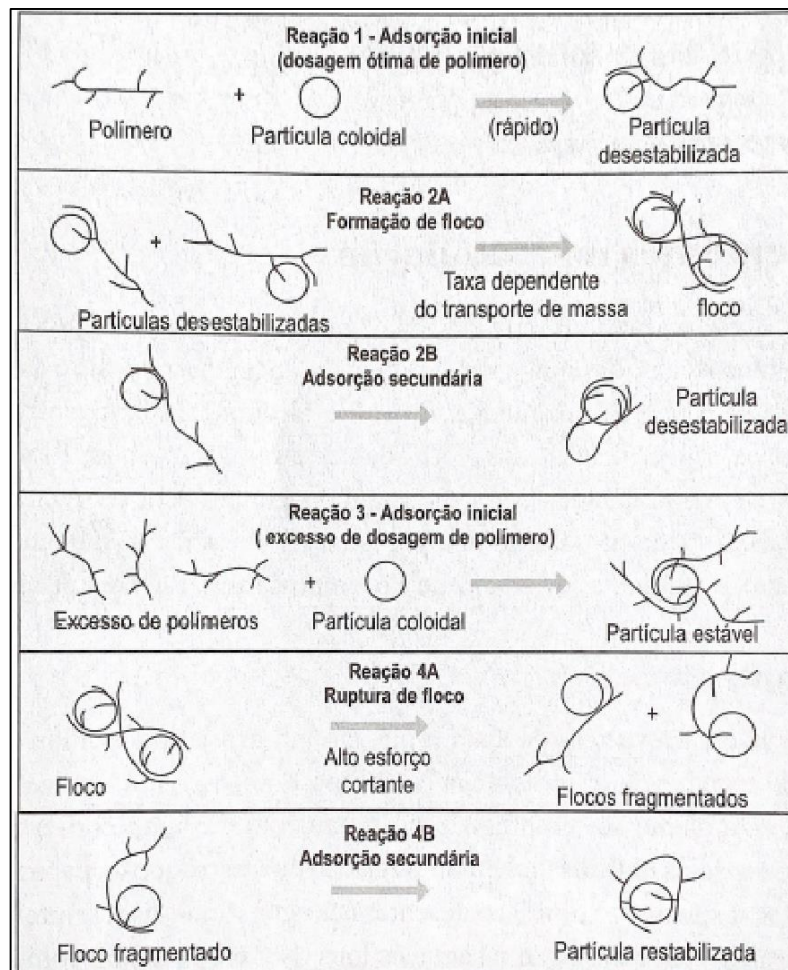 Reação 1 - Adsorção inicial
(dosagem ótima de polímero)
+
Polímero
Partícula coloidal
(rápido)
Partícula
desestabilizada
Reação 2A
Formação de floco
+
Partículas desestabilizadas
Taxa dependente
do transporte de massa
floco
Reação 2B
Adsorção secundária
Partícula
desestabilizada
Reação 3 - Adsorção inicial
( excesso de dosagem de polímero)
+
Excesso de polímeros
Partícula coloidal
Partícula estável
Reação 4A
Ruptura de floco
+
Floco
Alto esforço
cortante
Flocos fragmentados
Reação 4B
Adsorção secundária
Floco fragmentado
Partícula restabilizada